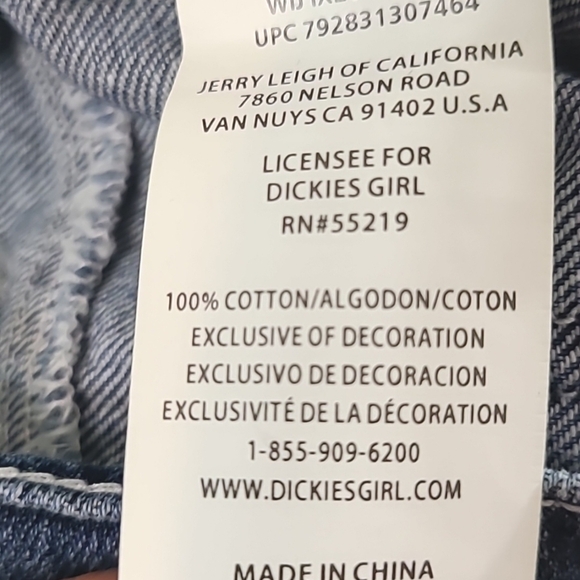 UPC 792831307464
JERRY LEIGH OF CALIFORNIA
7860 NELSON ROAD
VAN NUYS CA 91402 U.S.A
LICENSEE FOR
DICKIES GIRL
RN#55219
100% COTTON/ALGODON/COTON
EXCLUSIVE OF DECORATION
EXCLUSIVO DE DECORACION
EXCLUSIVITÉ DE LA DÉCORATION
1-855-909-6200
WWW.DICKIESGIRL.COM
MADE IN CHINA